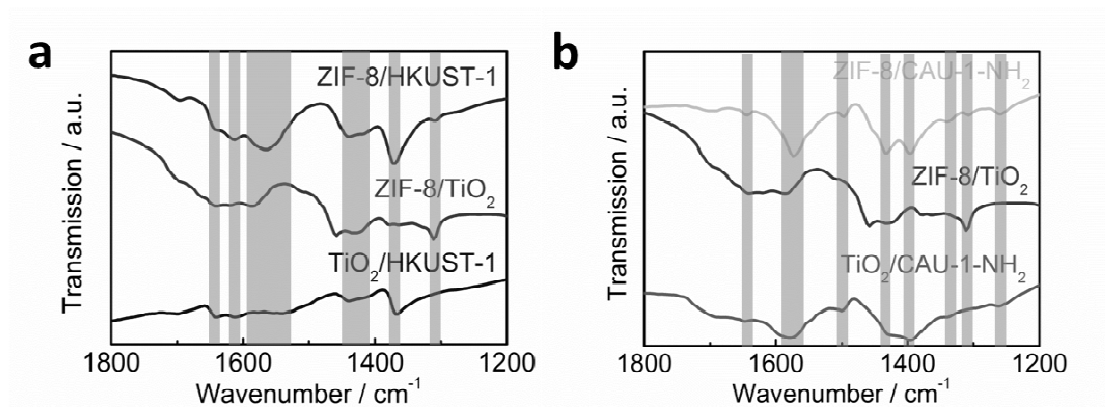 a
ZIF-8/HKUST-1
ZIF-8/TiO2
TiO2/HKUST-1
Transmission / a.u.
1800 1600 1400 1200
Wavenumber / cm-1
b
ZIF-8/CAU-1-NH2
ZIF-8/TiO2
TiO2/CAU-1-NH2
Transmission / a.u.
1800 1600 1400 1200
Wavenumber / cm-1